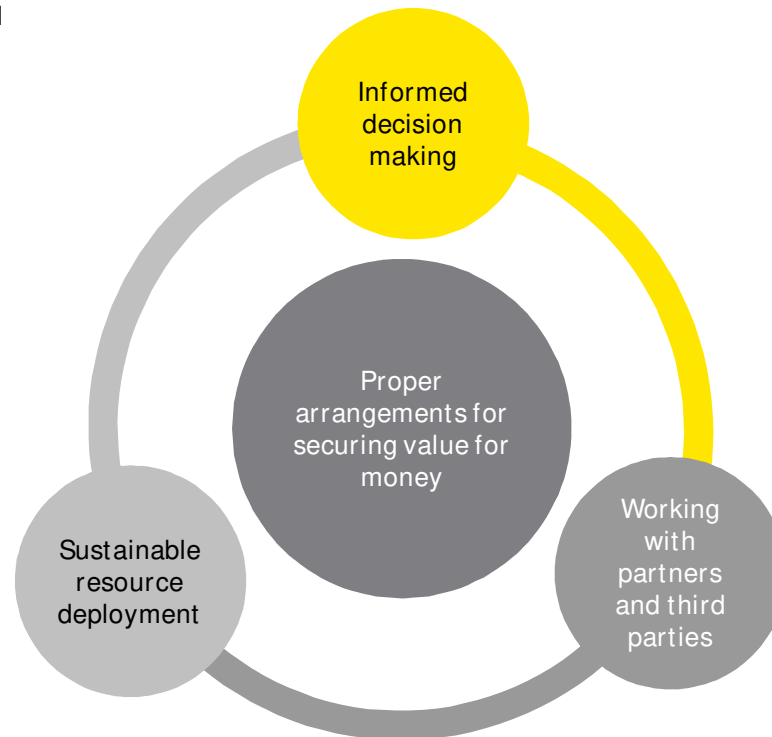 Informed
decision
making
Proper
arrangements for
securing value for
money
Sustainable
resource
deployment
Working
with
partners
and third
parties